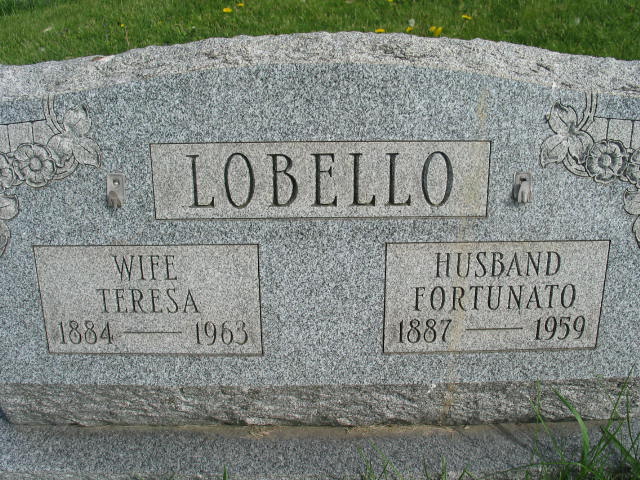 LOBELLO
WIFE
TERESA
1884 — 1963
HUSBAND
FORTUNATO
1887 — 1959